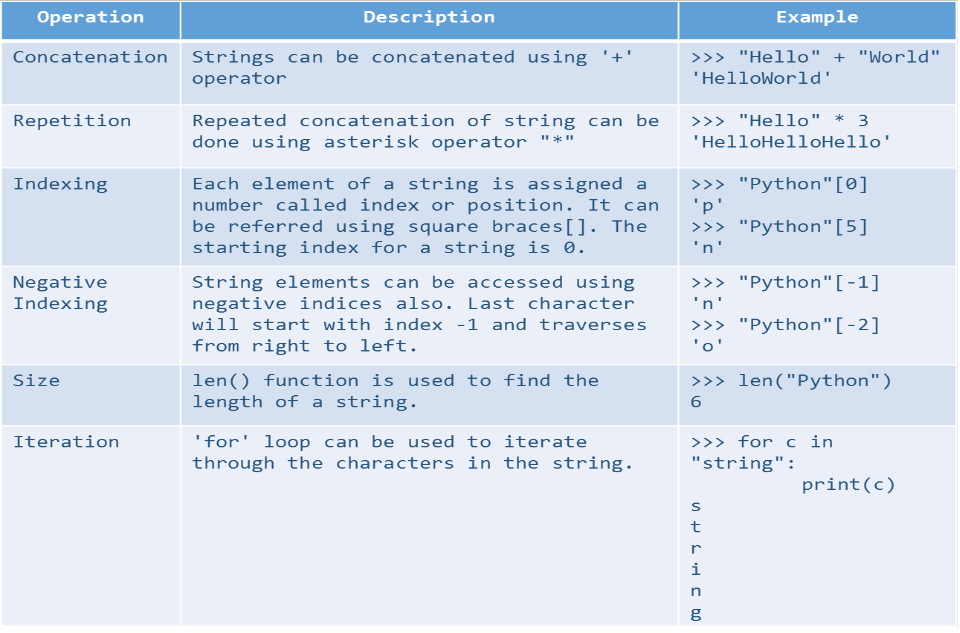 Operation Description Example
Concatenation Strings can be concatenated using '+' >>> "Hello" + "World"
operator 'HelloWorld'
Repetition Repeated concatenation of string can be >>> "Hello" * 3
done using asterisk operator "*" 'HelloHelloHello'
Indexing Each element of a string is assigned a >>> "Python"[0]
number called index or position. It can 'p'
be referred using square braces[]. The >>> "Python"[5]
starting index for a string is 0. 'n'
Negative String elements can be accessed using >>> "Python"[-1]
Indexing negative indices also. Last character 'n'
will start with index -1 and traverses >>> "Python"[-2]
from right to left. 'o'
Size len() function is used to find the >>> len("Python")
length of a string. 6
Iteration 'for' loop can be used to iterate >>> for c in
through the characters in the string. "string":
print(c)
s
t
r
i
n
g